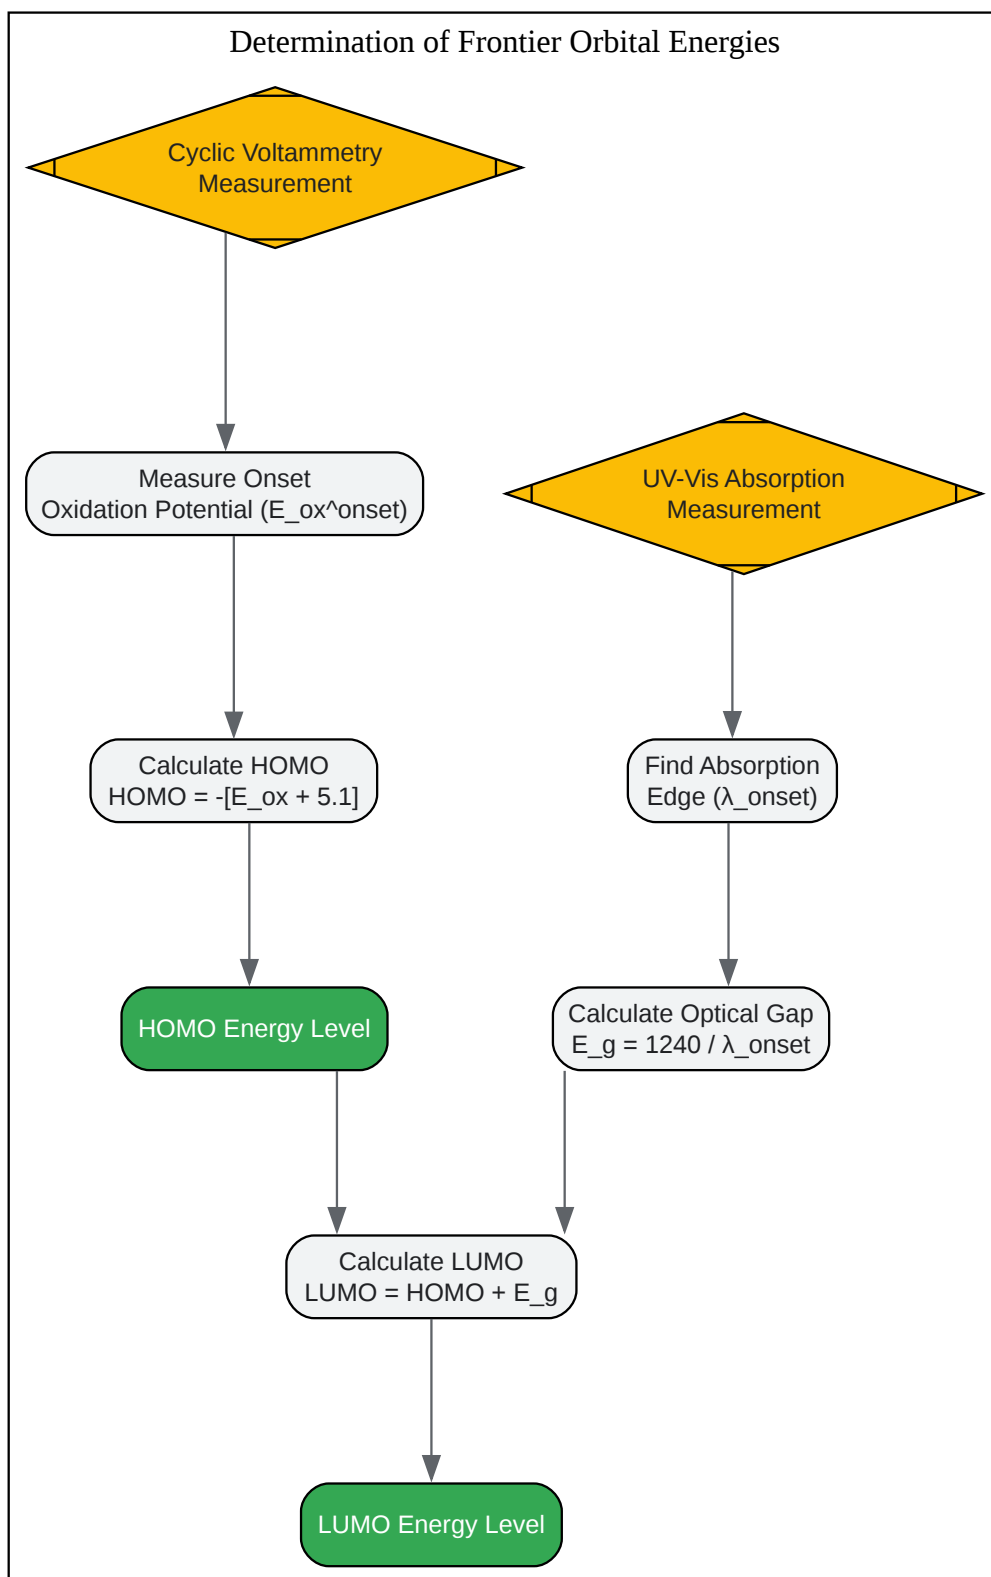 Determination of Frontier Orbital Energies
Cyclic Voltammetry
Measurement
Measure Onset
Oxidation Potential (E_ox^onset)
UV-Vis Absorption
Measurement
Calculate HOMO
HOMO = -[E_ox + 5.1]
Find Absorption
Edge (λ_onset)
HOMO Energy Level
Calculate Optical Gap
E_g = 1240 / λ_onset
Calculate LUMO
LUMO = HOMO + E_g
LUMO Energy Level